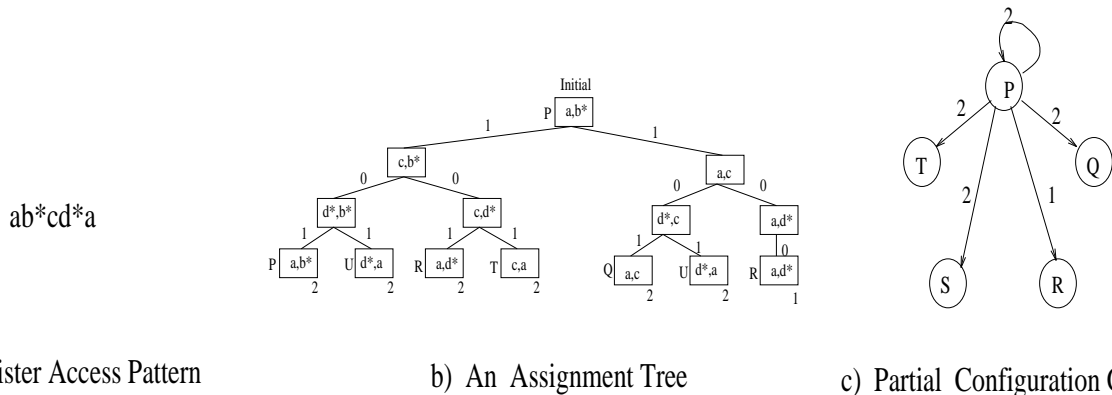 ab*cd*a
Initial
P a,b*
1 1
c,b* a,c
0 0 0 0
d*,b* c,d* d*,c a,d*
1 1 1 1 1 1 0
P a,b* U d*,a R a,d* T c,a Q a,c U d*,a R a,d*
2 2 2 2 2 2 1
2
P
2 2
T Q
2 1
S R
ister Access Pattern
b) An Assignment Tree
c) Partial Configuration